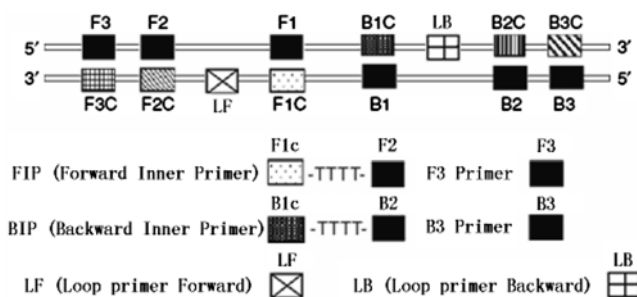 F3 F2 F1 B1C LB B2C B3C
5′ 3′
3′ 5′
F3C F2C LF F1C B1 B2 B3
F1c F2 F3
FIP (Forward Inner Primer) -TTTT- F3 Primer
B1c B2 B3
BIP (Backward Inner Primer) -TTTT- B3 Primer
LF LB
LF (Loop primer Forward) LB (Loop primer Backward)